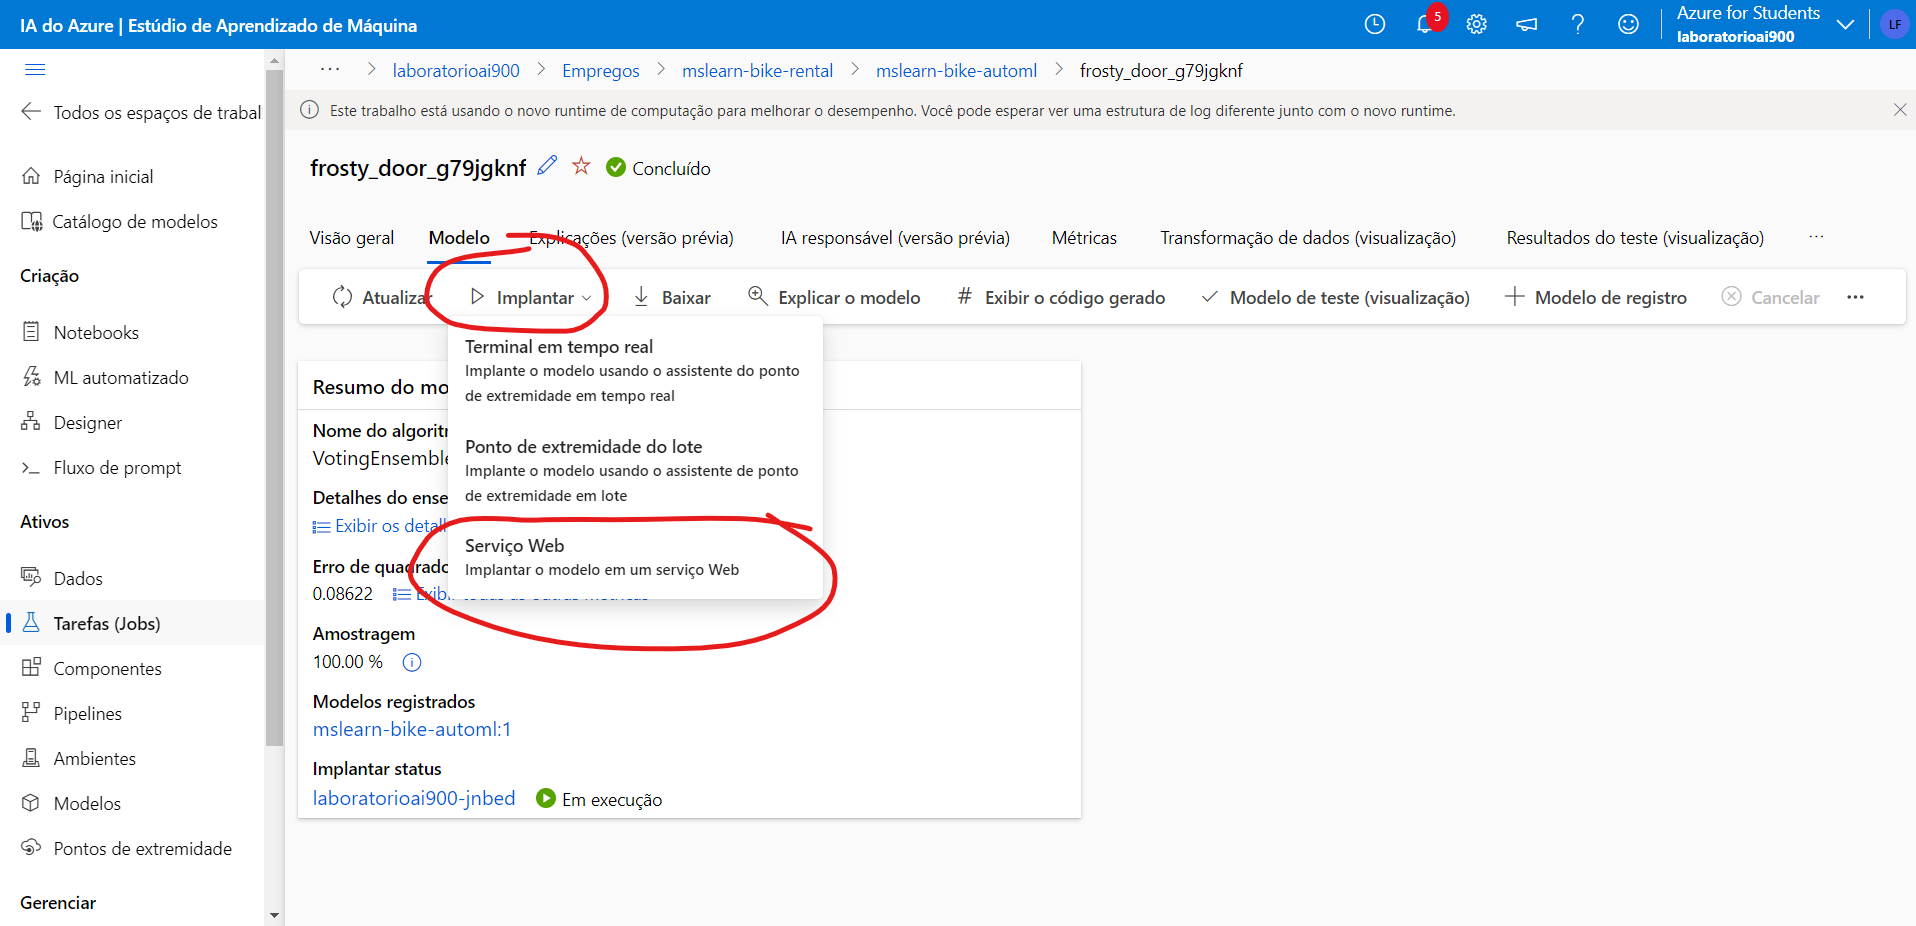 IA do Azure | Estúdio de Aprendizado de Máquina
5
Azure for Students
laboratorioai900
LF
Todos os espaços de trabal
Página inicial
Catálogo de modelos
Criação
Notebooks
ML automatizado
Designer
Fluxo de prompt
Ativos
Dados
Tarefas (Jobs)
Componentes
Pipelines
Ambientes
Modelos
Pontos de extremidade
Gerenciar
··· > laboratorioai900 > Empregos > mslearn-bike-rental > mslearn-bike-automl > frosty_door_g79jgknf
Este trabalho está usando o novo runtime de computação para melhorar o desempenho. Você pode esperar ver uma estrutura de log diferente junto com o novo runtime.
frosty_door_g79jgknf Concluído
Visão geral Modelo Explicações (versão prévia) IA responsável (versão prévia) Métricas Transformação de dados (visualização) Resultados do teste (visualização) ···
Atualizar Implantar Baixar Explicar o modelo # Exibir o código gerado Modelo de teste (visualização) Modelo de registro Cancelar ···
Terminal em tempo real
Implante o modelo usando o assistente do ponto
de extremidade em tempo real
Ponto de extremidade do lote
Implante o modelo usando o assistente de ponto
de extremidade em lote
Serviço Web
Implantar o modelo em um serviço Web
Resumo do mo
Nome do algoritr
VotingEnsemble
Detalhes do ense
Exibir os detall
Erro de quadrado
0.08622 Exibir todas as outras métricas
Amostragem
100.00 %
Modelos registrados
mslearn-bike-automl:1
Implantar status
laboratorioai900-jnbed Em execução